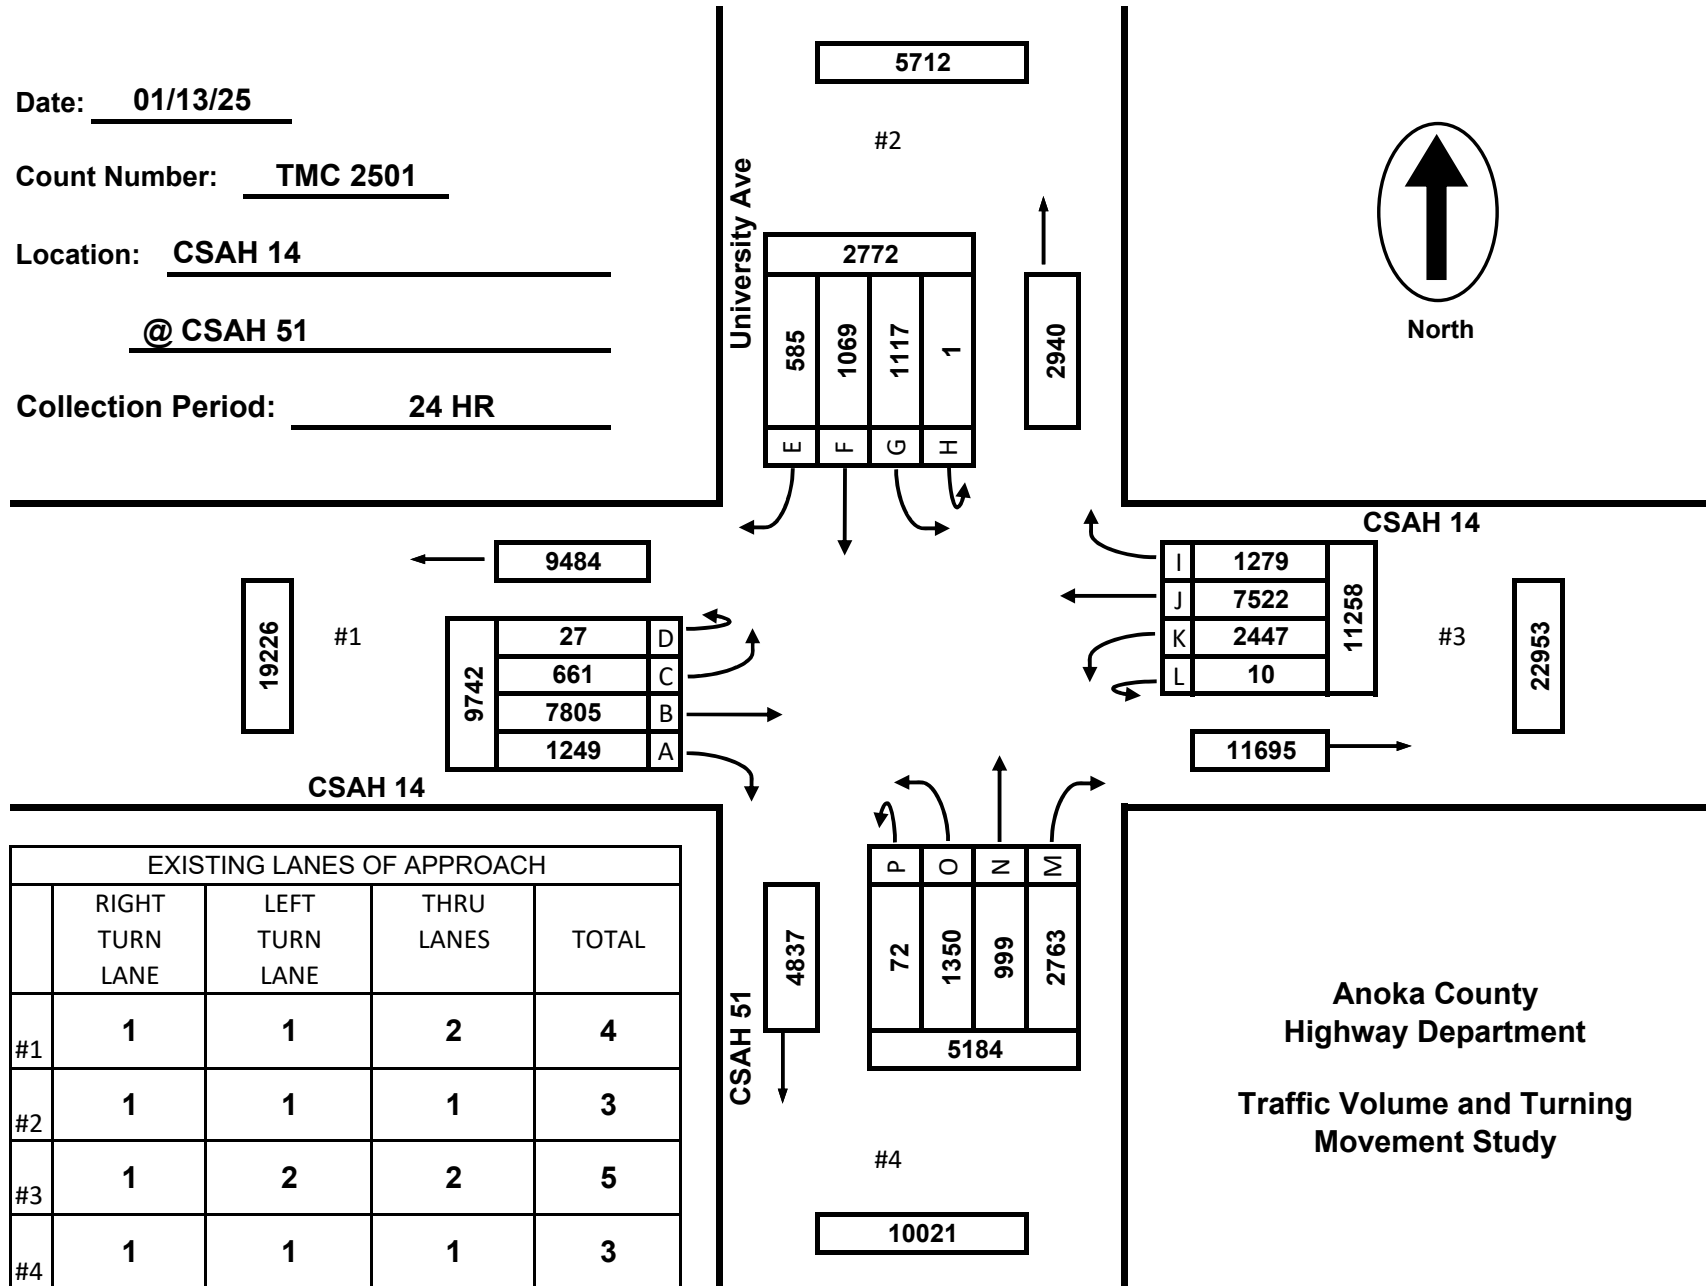 Date: 01/13/25
Count Number: TMC 2501
Location: CSAH 14
@ CSAH 51
Collection Period: 24 HR
5712
#2
University Ave
2772
585
1069
1117
1
E
F
G
H
2940
North
CSAH 14
9484
19226
#1
9742
27 D
661 C
7805 B
1249 A
CSAH 14
I 1279
J 7522
K 2447
L 10
11258
#3
22953
11695
P
O
N
M
72
1350
999
2763
5184
4837
CSAH 51
#4
10021
EXISTING LANES OF APPROACH
RIGHT TURN LANE
LEFT TURN LANE
THRU LANES
TOTAL
#1 1 1 2 4
#2 1 1 1 3
#3 1 2 2 5
#4 1 1 1 3
Anoka County
Highway Department
Traffic Volume and Turning
Movement Study